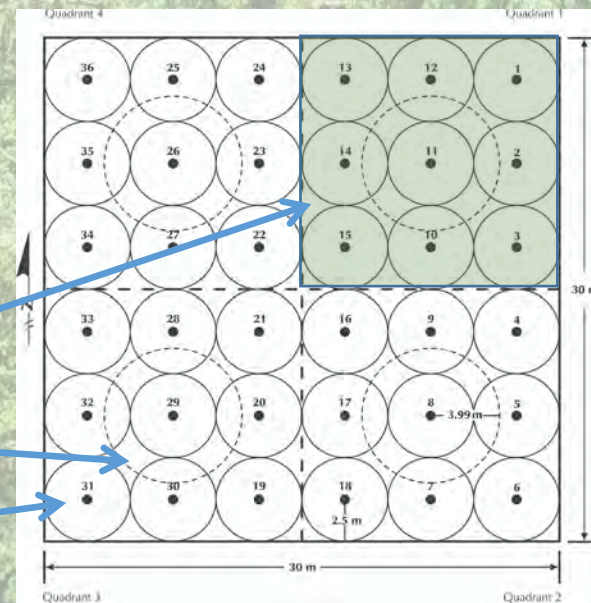 Quadrant 4 Quadrant 1
36 25 24 13 12 1
35 26 23 14 11 2
34 27 22 15 10 3
N
30 m
33 28 21 16 9 4
32 29 20 17 8 5
3.99m
31 30 19 18 7 6
2.5 m
30 m
Quadrant 3 Quadrant 2